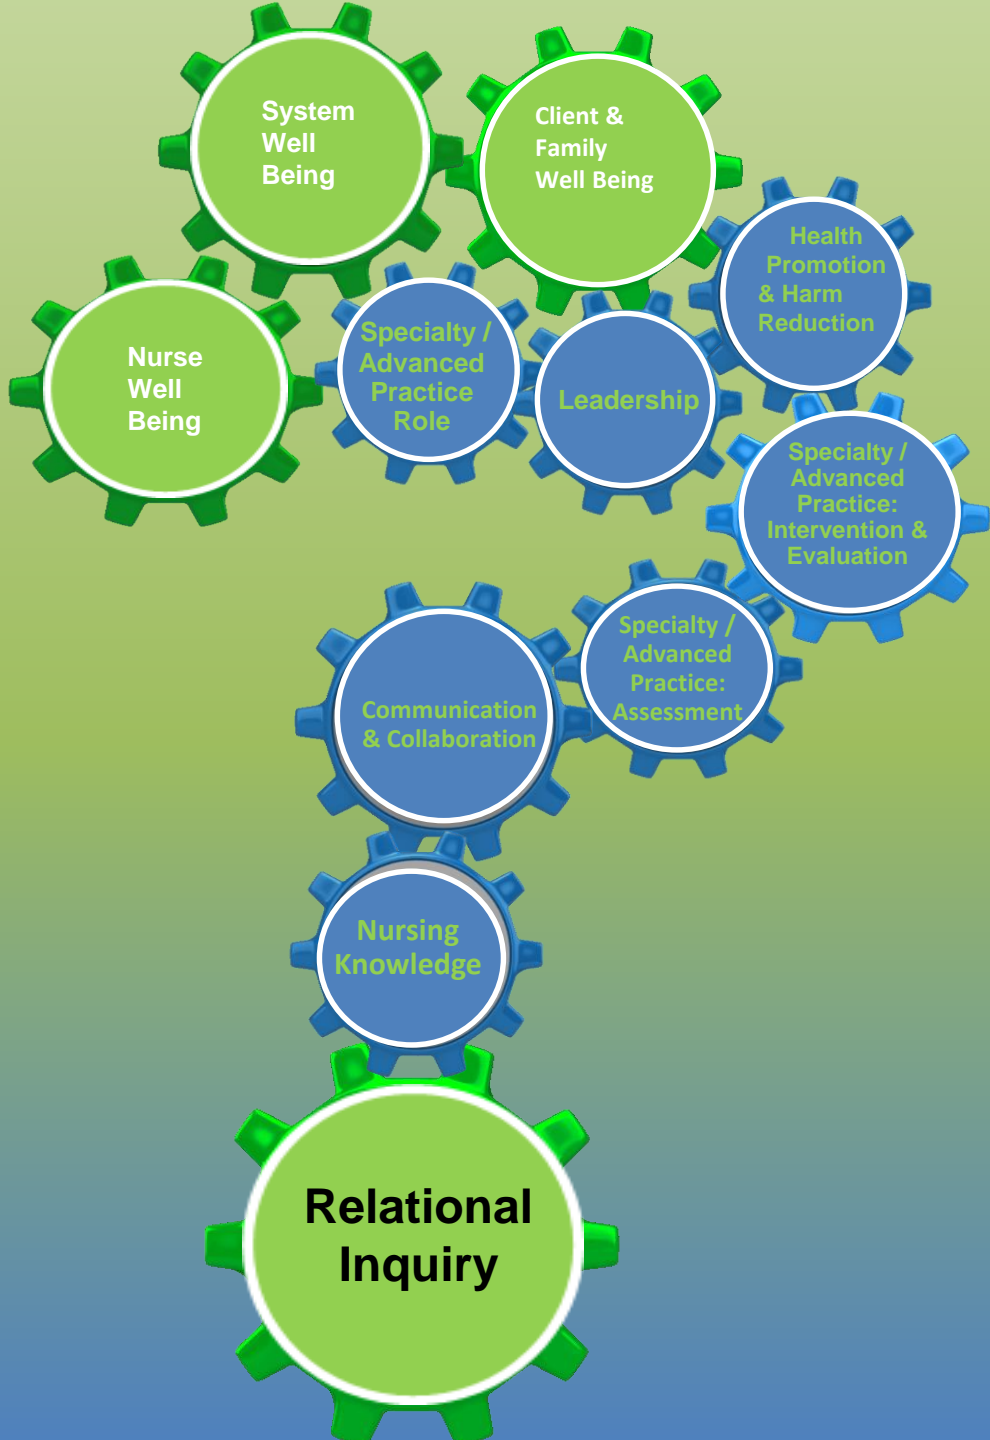 System
Well
Being
Client &
Family
Well Being
Health
Promotion
& Harm
Reduction
Nurse
Well
Being
Specialty /
Advanced
Practice
Role
Leadership
Specialty /
Advanced
Practice:
Intervention &
Evaluation
Specialty /
Advanced
Practice:
Assessment
Communication
& Collaboration
Nursing
Knowledge
Relational
Inquiry